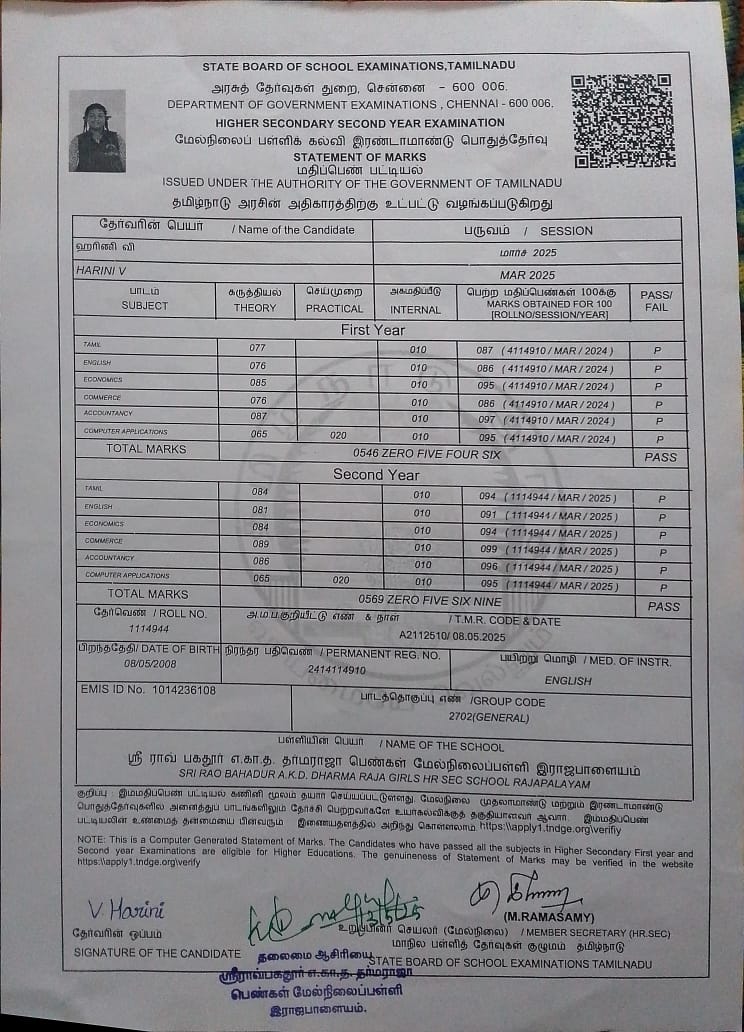 STATE BOARD OF SCHOOL EXAMINATIONS,TAMILNADU
அரசுத் தேர்வுகள் துறை, சென்னை - 600 006.
DEPARTMENT OF GOVERNMENT EXAMINATIONS , CHENNAI - 600 006.
HIGHER SECONDARY SECOND YEAR EXAMINATION
மேல்நிலைப் பள்ளிக் கல்வி இரண்டாமாண்டு பொதுத்தேர்வு
STATEMENT OF MARKS
மதிப்பெண் பட்டியல்
ISSUED UNDER THE AUTHORITY OF THE GOVERNMENT OF TAMILNADU
தமிழ்நாடு அரசின் அதிகாரத்திற்கு உட்பட்டு வழங்கப்படுகிறது
தேர்வரின் பெயர் / Name of the Candidate பருவம் / SESSION
ஹரிணி வி மார்ச் 2025
HARINI V MAR 2025
பாடம் கருத்தியல் செய்முறை அகமதிப்பீடு பெற்ற மதிப்பெண்கள் 100க்கு PASS/
SUBJECT THEORY PRACTICAL INTERNAL MARKS OBTAINED FOR 100 FAIL
[ROLLNO/SESSION/YEAR]
First Year
TAMIL 077 010 087 (4114910 / MAR / 2024) P
ENGLISH 076 010 086 (4114910 / MAR / 2024) P
ECONOMICS 085 010 095 (4114910 / MAR / 2024) P
COMMERCE 076 010 086 (4114910 / MAR / 2024) P
ACCOUNTANCY 087 010 097 (4114910 / MAR / 2024) P
COMPUTER APPLICATIONS 065 020 010 095 (4114910 / MAR / 2024) P
TOTAL MARKS 0546 ZERO FIVE FOUR SIX PASS
Second Year
TAMIL 084 010 094 (1114944 / MAR / 2025) P
ENGLISH 081 010 091 (1114944 / MAR / 2025) P
ECONOMICS 084 010 094 (1114944 / MAR / 2025) P
COMMERCE 089 010 099 (1114944 / MAR / 2025) P
ACCOUNTANCY 086 010 096 (1114944 / MAR / 2025) P
COMPUTER APPLICATIONS 065 020 010 095 (1114944 / MAR / 2025) P
TOTAL MARKS 0569 ZERO FIVE SIX NINE PASS
தேர்வெண் / ROLL NO. அ.ம.ப.குறியீட்டு எண் & நாள் / T.M.R. CODE & DATE
1114944 A2112510/ 08.05.2025
பிறந்ததேதி/ DATE OF BIRTH நிரந்தர பதிவெண் / PERMANENT REG. NO. பயிற்று மொழி / MED. OF INSTR.
08/05/2008 2414114910 ENGLISH
EMIS ID No. 1014236108 பாடத்தொகுப்பு எண் /GROUP CODE
2702(GENERAL)
பள்ளியின் பெயர் / NAME OF THE SCHOOL
ஸ்ரீ ராவ் பகதூர் எ.கா.த. தர்மராஜா பெண்கள் மேல்நிலைப்பள்ளி இராஜபாளையம்
SRI RAO BAHADUR A.K.D. DHARMA RAJA GIRLS HR SEC SCHOOL RAJAPALAYAM
குறிப்பு : இம்மதிப்பெண் பட்டியல் கணினி மூலம் தயார் செய்யப்பட்டுள்ளது. மேல்நிலை முதலாமாண்டு மற்றும் இரண்டாமாண்டு
பொதுத்தேர்வுகளில் அனைத்துப் பாடங்களிலும் தேர்ச்சி பெற்றவர்களே உயர்கல்விக்குத் தகுதியானவர் ஆவார். இம்மதிப்பெண்
பட்டியலின் உண்மைத் தன்மையை பின்வரும் இணையதளத்தில் அறிந்து கொள்ளலாம். https:\\apply1.tndge.org\verifiy
NOTE: This is a Computer Generated Statement of Marks. The Candidates who have passed all the subjects in Higher Secondary First year and
Second year Examinations are eligible for Higher Educations. The genuineness of Statement of Marks may be verified in the website
https:\\apply1.tndge.org\verify
V. Harini
(M.RAMASAMY)
தேர்வரின் ஒப்பம் உறுப்பினர் செயலர் (மேல்நிலை) / MEMBER SECRETARY (HR.SEC)
மாநில பள்ளித் தேர்வுகள் குழுமம் தமிழ்நாடு
SIGNATURE OF THE CANDIDATE STATE BOARD OF SCHOOL EXAMINATIONS TAMILNADU
தலைமை ஆசிரியை
ஸ்ரீராவ்பகதூர் எ.கா.த. தர்மராஜா
பெண்கள் மேல்நிலைப்பள்ளி
இராஜபாளையம்.